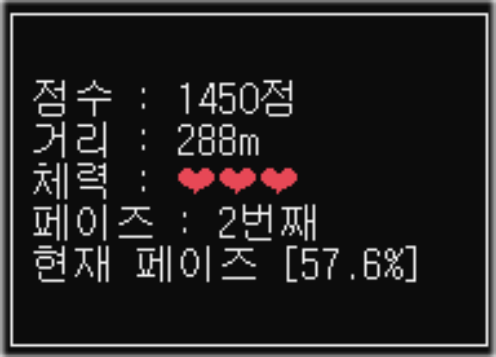 점수 : 1450점
거리 : 288m
체력 : ❤❤❤
페이즈 : 2번째
현재 페이즈 [57.6%]